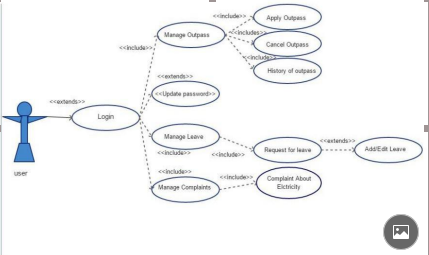 <<include>>
Apply Outpass
Manage Outpass
<<includes>>
Cancel Outpass
<<include>>
<<include>>
History of outpass
<<extends>>
<<Update password>>
<<extends>>
Login
Manage Leave
<<include>>
<<include>>
Request for leave
<<extends>>
Add/Edit Leave
user
<<include>>
Manage Complaints
<<include>>
Complaint About
Elctricity